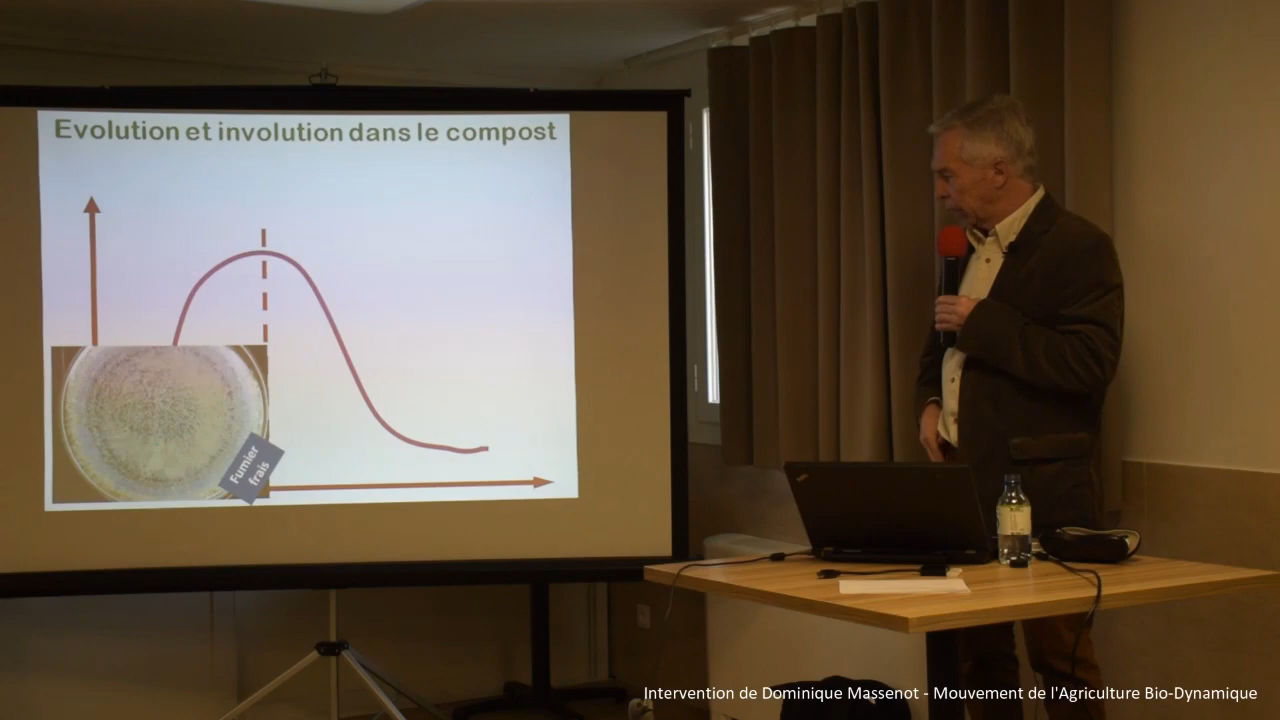 Evolution et involution dans le compost
Fumier
frais
Intervention de Dominique Massenot - Mouvement de l'Agriculture Bio-Dynamique